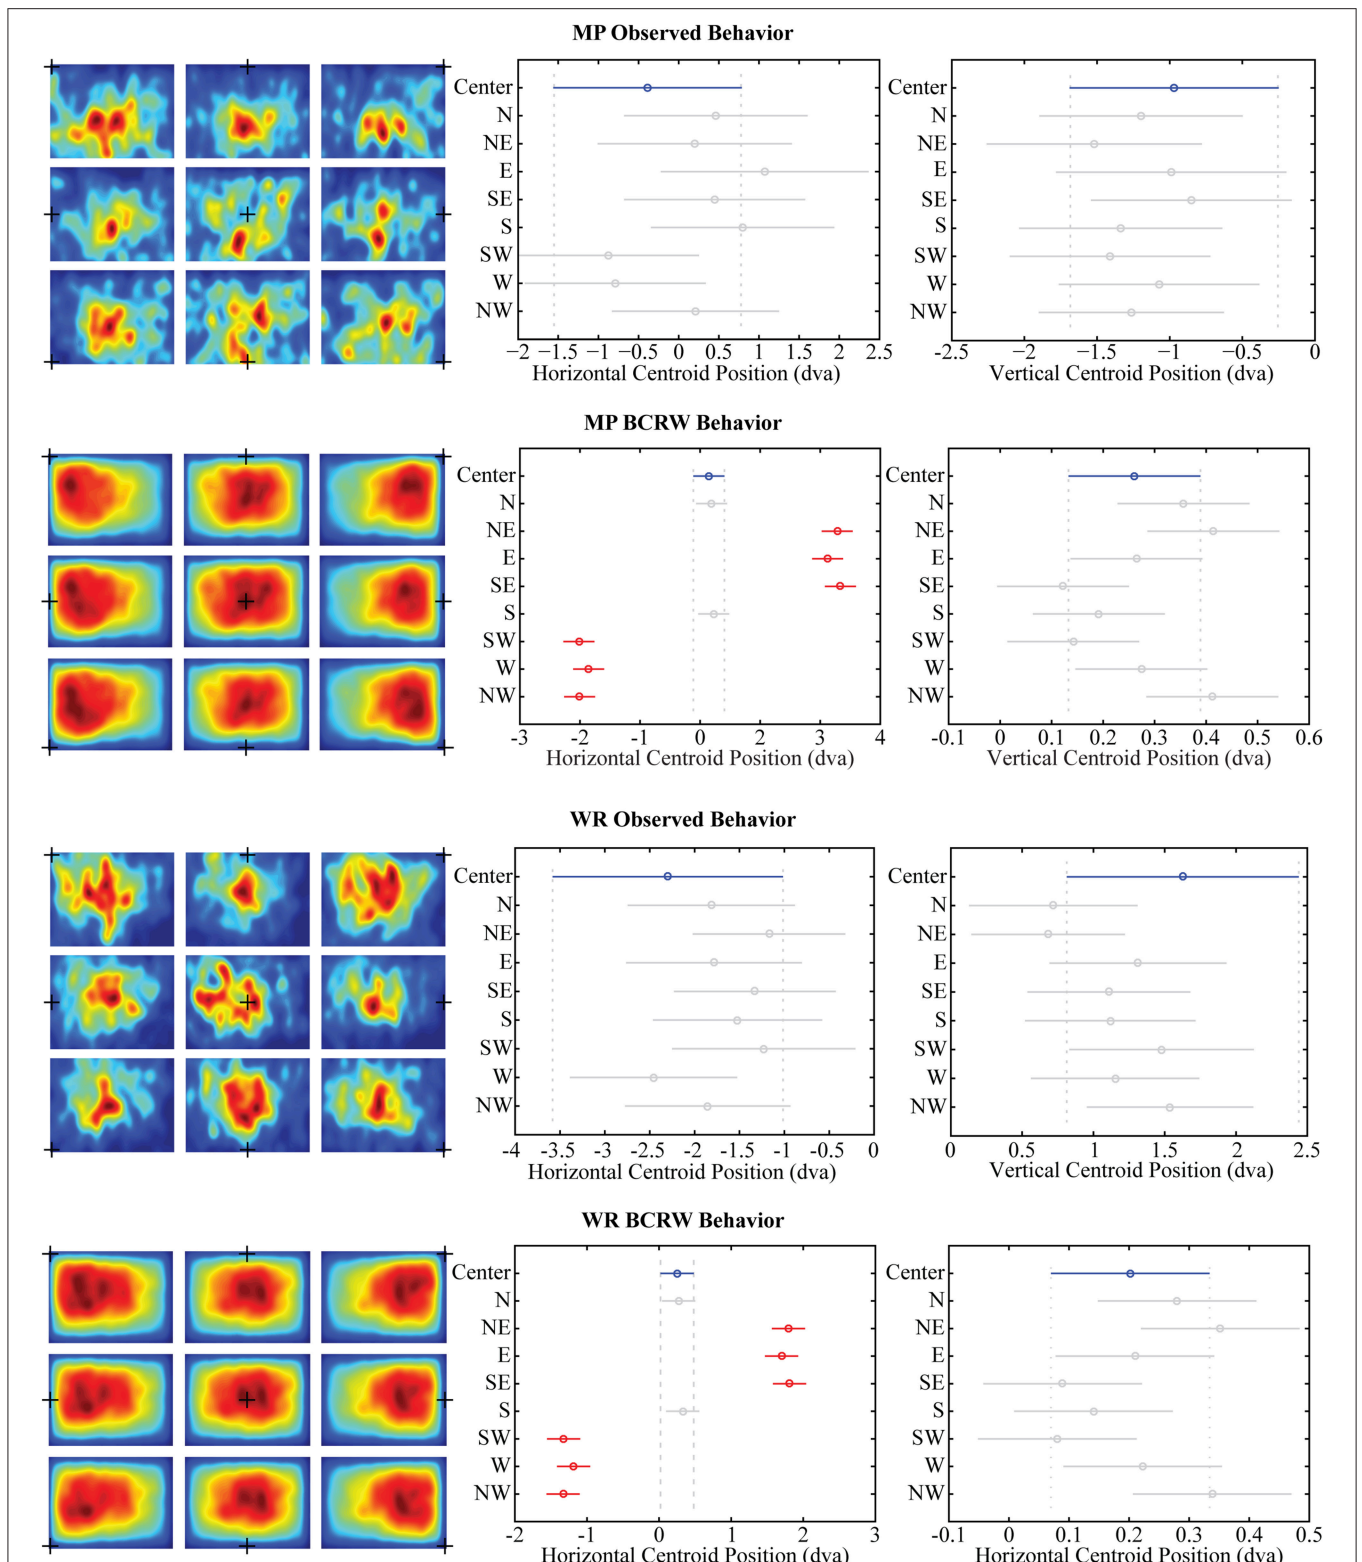 MP Observed Behavior
Center
N
NE
E
SE
S
SW
W
NW
-2 -1.5 -1 -0.5 0 0.5 1 1.5 2 2.5
Horizontal Centroid Position (dva)
-2.5 -2 -1.5 -1 -0.5 0
Vertical Centroid Position (dva)
Center
N
NE
E
SE
S
SW
W
NW
MP BCRW Behavior
Center
N
NE
E
SE
S
SW
W
NW
-3 -2 -1 0 1 2 3 4
Horizontal Centroid Position (dva)
Center
N
NE
E
SE
S
SW
W
NW
-0.1 0 0.1 0.2 0.3 0.4 0.5 0.6
Vertical Centroid Position (dva)
WR Observed Behavior
Center
N
NE
E
SE
S
SW
W
NW
-4 -3.5 -3 -2.5 -2 -1.5 -1 -0.5 0
Horizontal Centroid Position (dva)
Center
N
NE
E
SE
S
SW
W
NW
0 0.5 1 1.5 2 2.5
Vertical Centroid Position (dva)
WR BCRW Behavior
Center
N
NE
E
SE
S
SW
W
NW
-2 -1 0 1 2 3
Horizontal Centroid Position (dva)
Center
N
NE
E
SE
S
SW
W
NW
-0.1 0 0.1 0.2 0.3 0.4 0.5
Horizontal Centroid Position (dva)